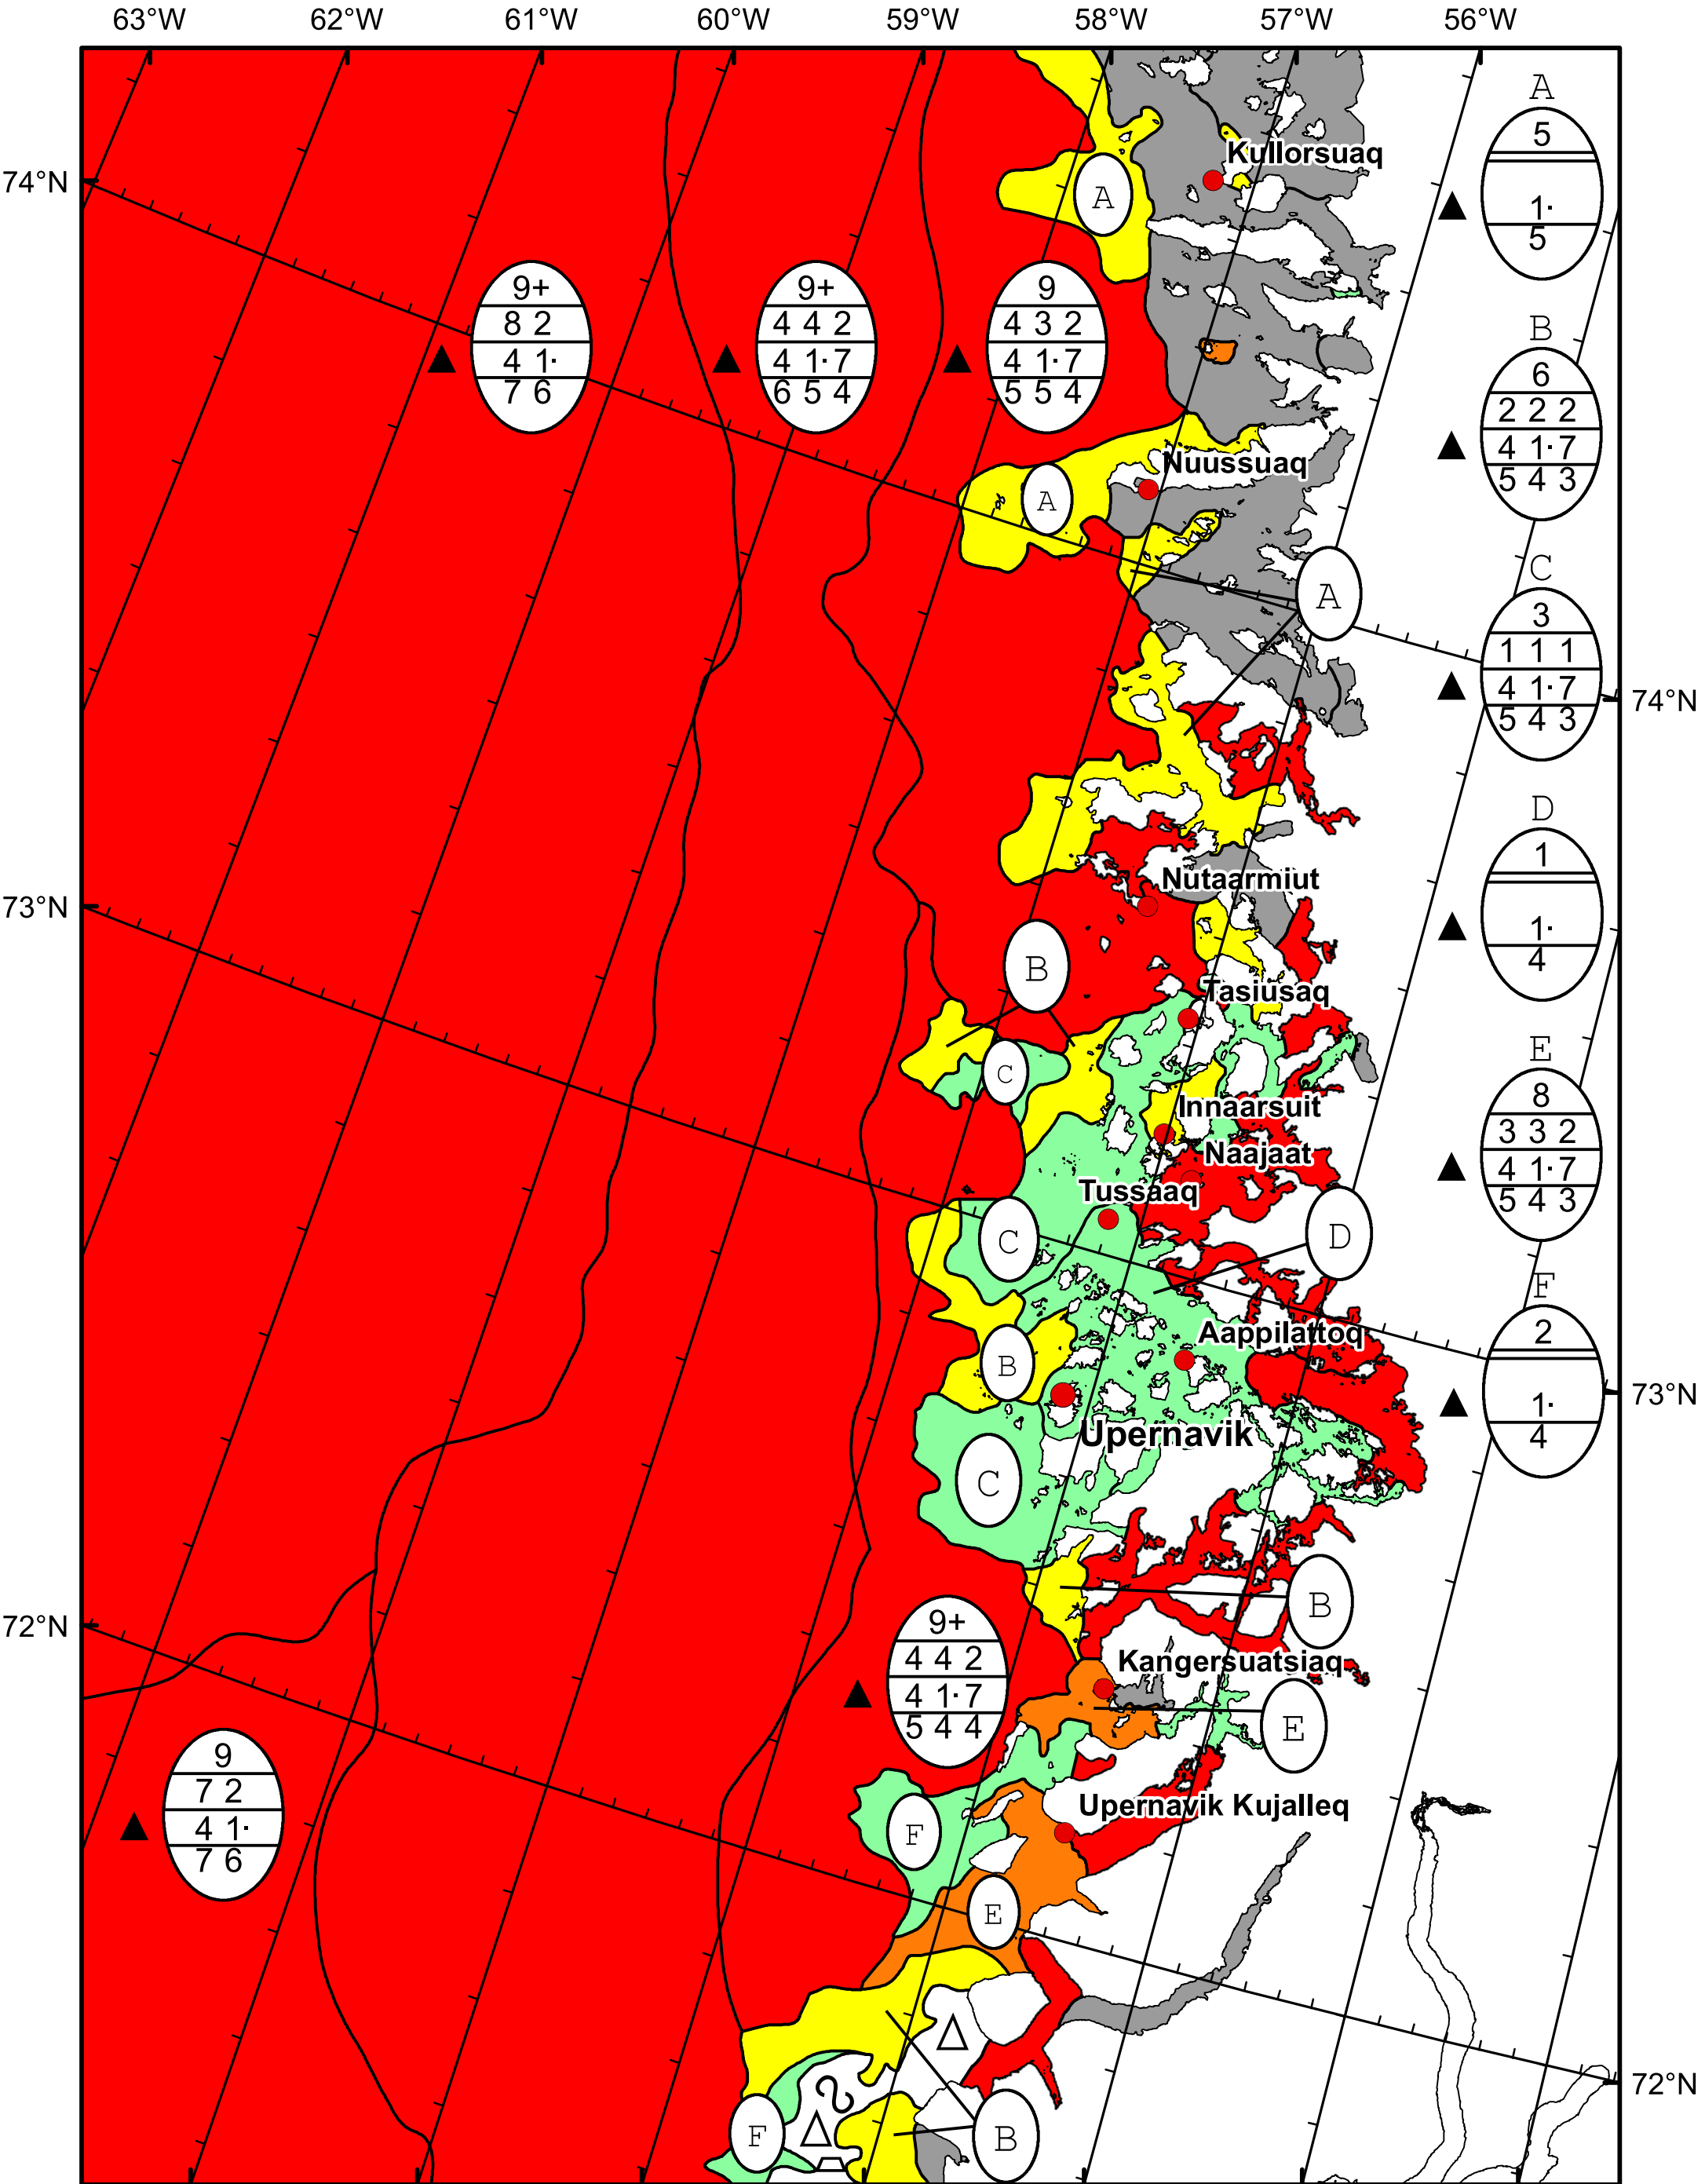 63°W 62°W 61°W 60°W 59°W 58°W 57°W 56°W
A
5
1·
5
Kullorsuaq
74°N
A
9+
8 2
4 1·
7 6
9+
4 4 2
4 1·7
6 5 4
9
4 3 2
4 1·7
5 5 4
B
6
2 2 2
4 1·7
5 4 3
Nuussuaq
A
C
3
1 1 1
4 1·7
5 4 3
A
74°N
D
1
1·
4
Nutaarmiut
73°N
B
Tasiusaq
C
E
8
3 3 2
4 1·7
5 4 3
Innaarsuit
Naajaat
Tussaaq
C
D
F
2
1·
4
Aappilattoq
B
73°N
Upernavik
C
B
72°N
9+
4 4 2
4 1·7
5 4 4
Kangersuatsiaq
E
9
7 2
4 1·
7 6
Upernavik Kujalleq
F
E
72°N
F
B